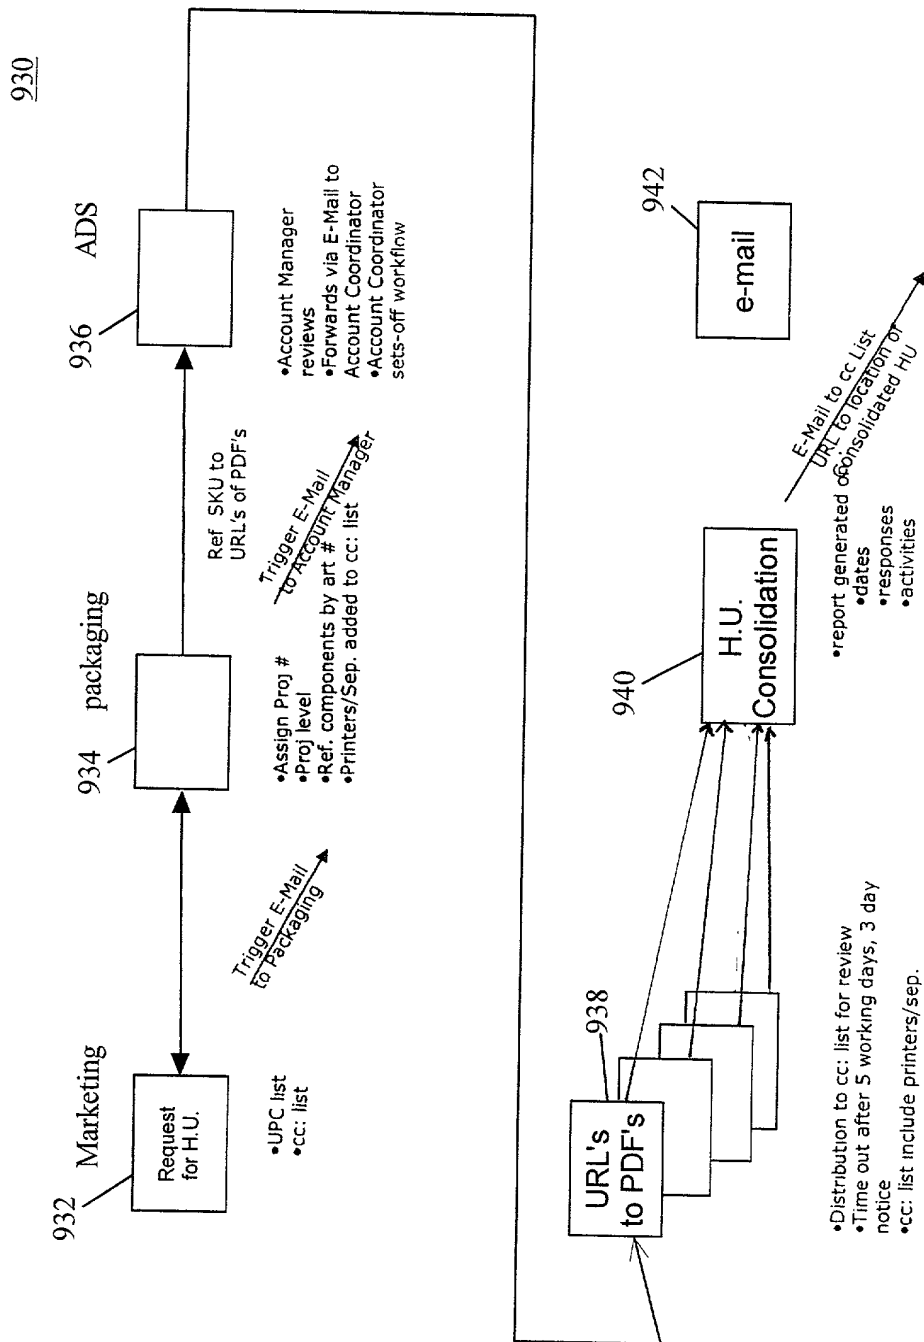 930
Marketing
932
Request
for H.U.
•UPC list
•cc: list
Trigger E-Mail
to Packaging
packaging
934
•Assign Proj #
•Proj level
•Ref. components by art #
•Printers/Sep. added to cc: list
Ref SKU to
URL's of PDF's
Trigger E-Mail
to Account Manager
ADS
936
•Account Manager
reviews
•Forwards via E-Mail to
Account Coordinator
•Account Coordinator
sets-off workflow
938
URL's
to PDF's
•Distribution to cc: list for review
•Time out after 5 working days, 3 day
notice
•cc: list include printers/sep.
940
H.U.
Consolidation
•report generated of:
•dates
•responses
•activities
E-Mail to cc List
URL to location of
consolidated HU
942
e-mail